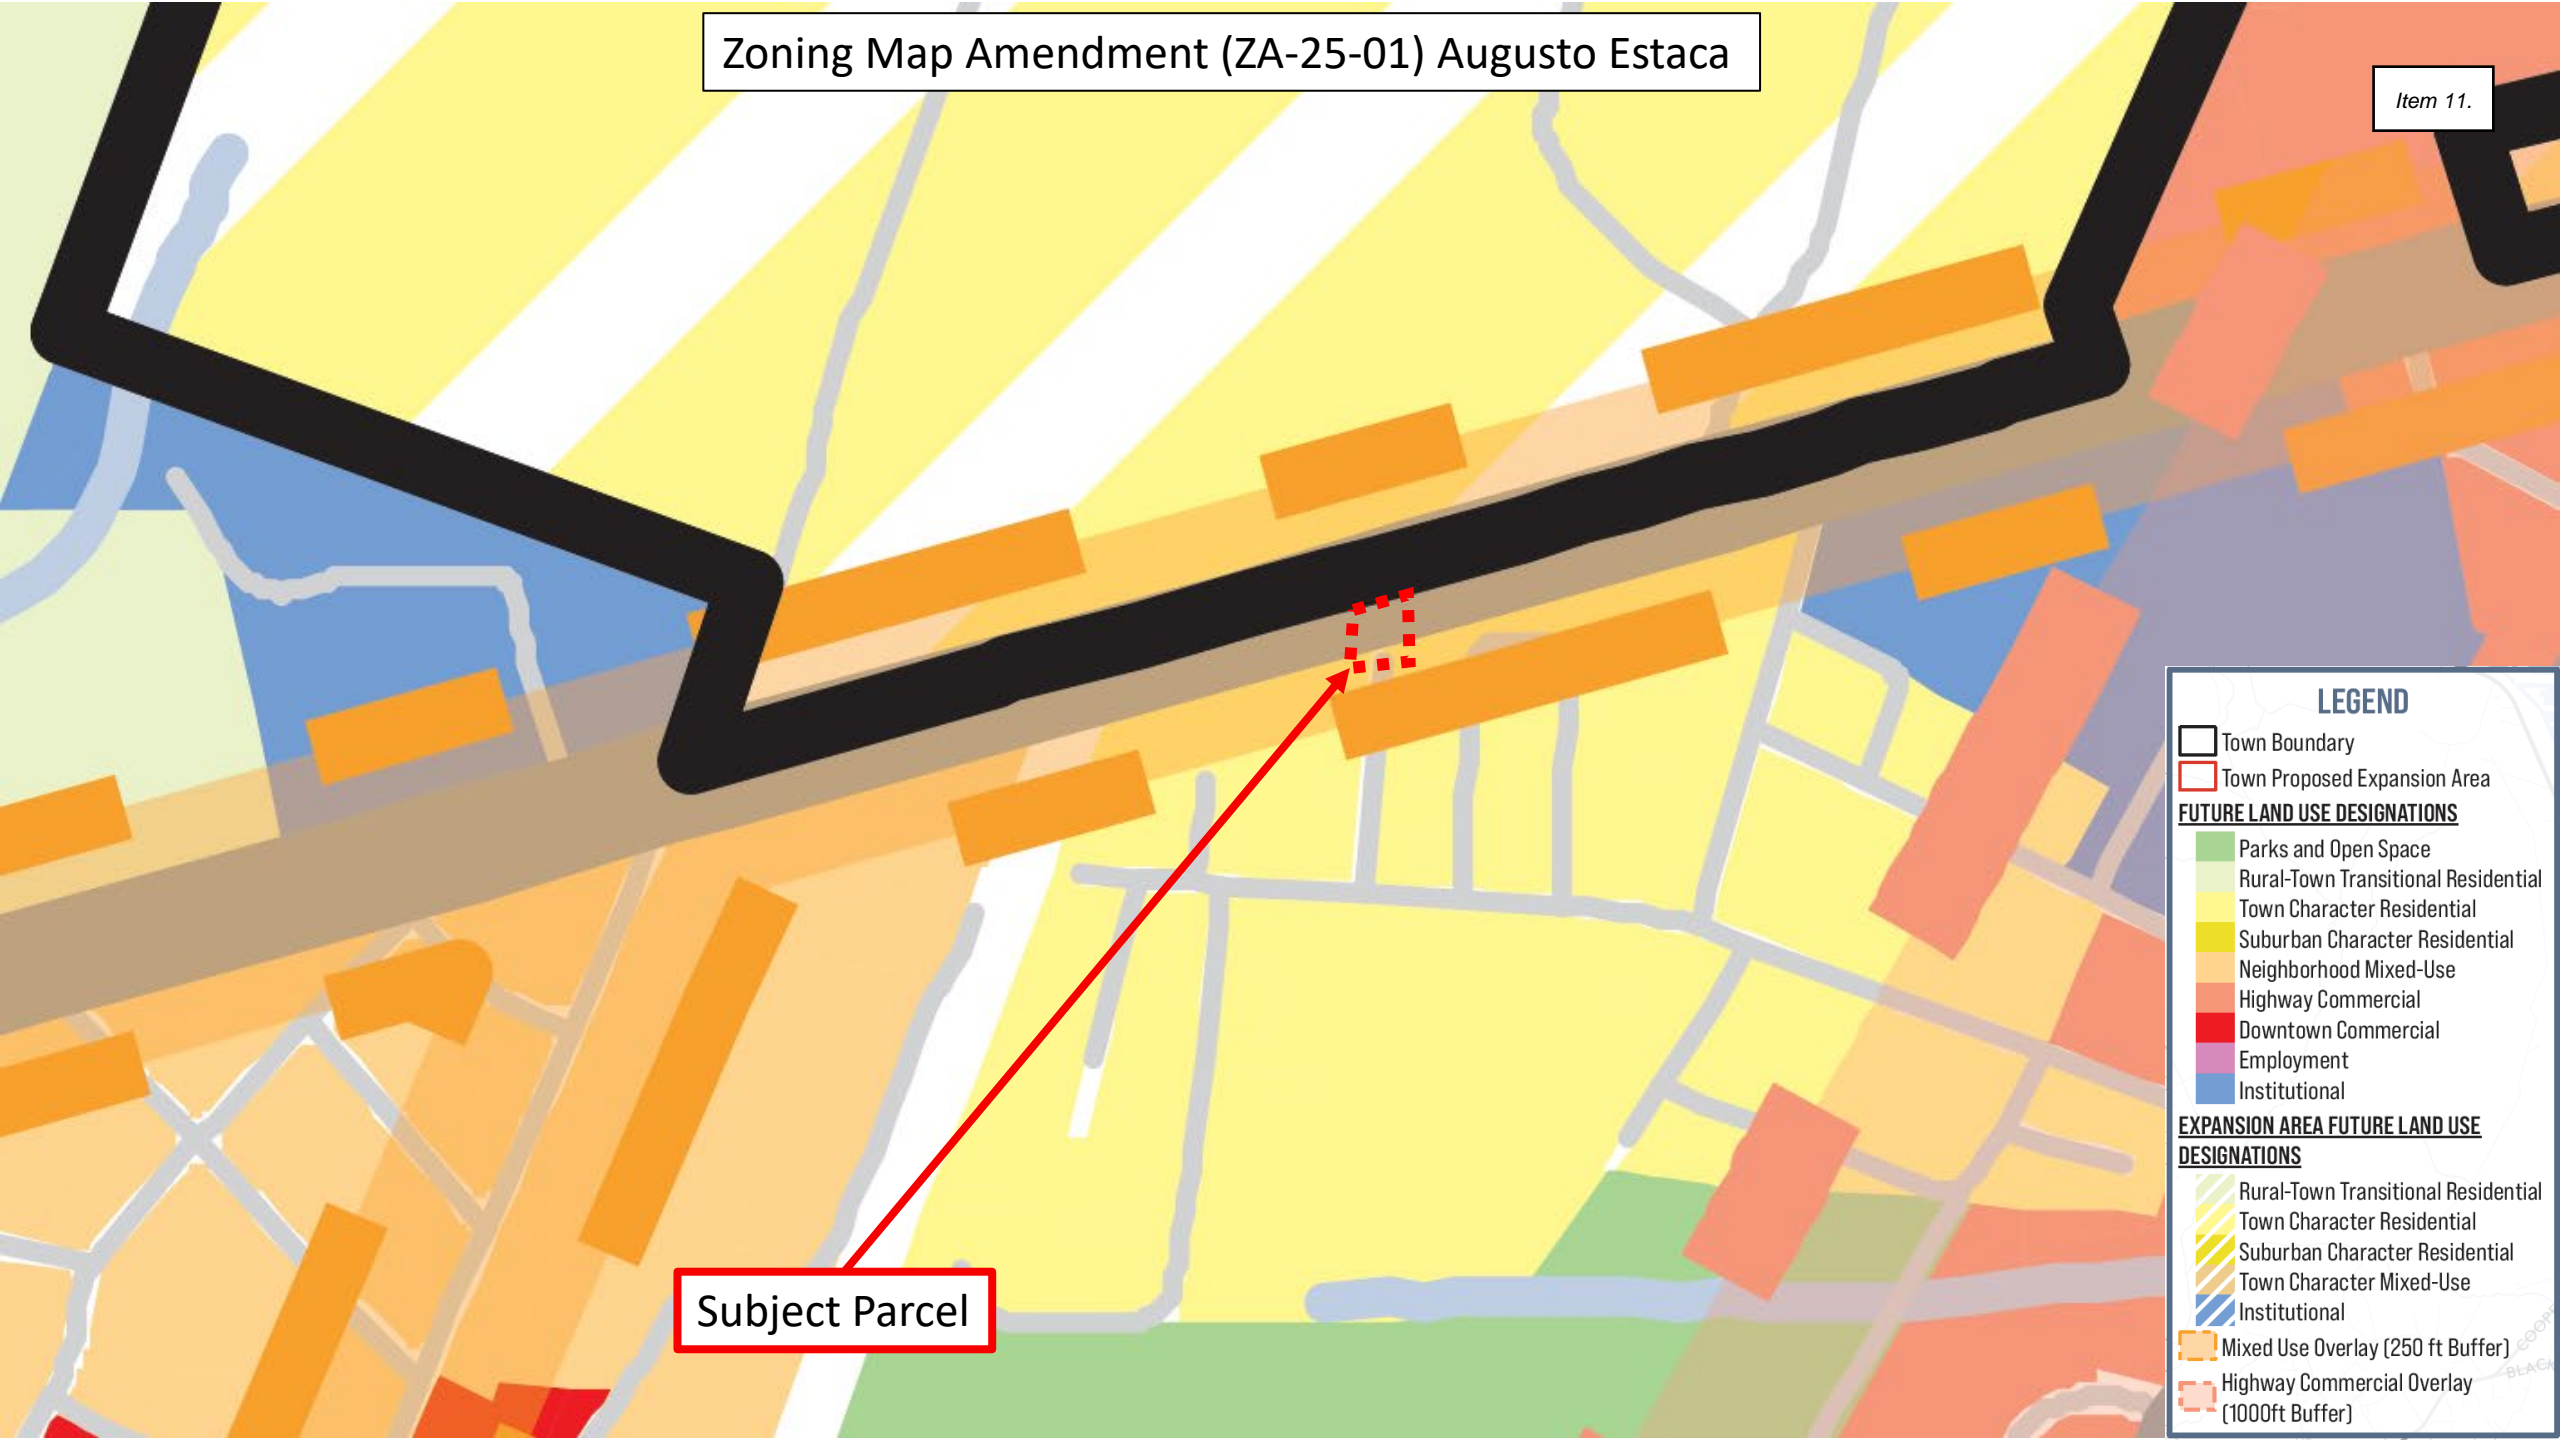 Zoning Map Amendment (ZA-25-01) Augusto Estaca
Item 11.
Subject Parcel
LEGEND
Town Boundary
Town Proposed Expansion Area
FUTURE LAND USE DESIGNATIONS
Parks and Open Space
Rural-Town Transitional Residential
Town Character Residential
Suburban Character Residential
Neighborhood Mixed-Use
Highway Commercial
Downtown Commercial
Employment
Institutional
EXPANSION AREA FUTURE LAND USE
DESIGNATIONS
Rural-Town Transitional Residential
Town Character Residential
Suburban Character Residential
Town Character Mixed-Use
Institutional
Mixed Use Overlay (250 ft Buffer)
Highway Commercial Overlay
(1000ft Buffer)